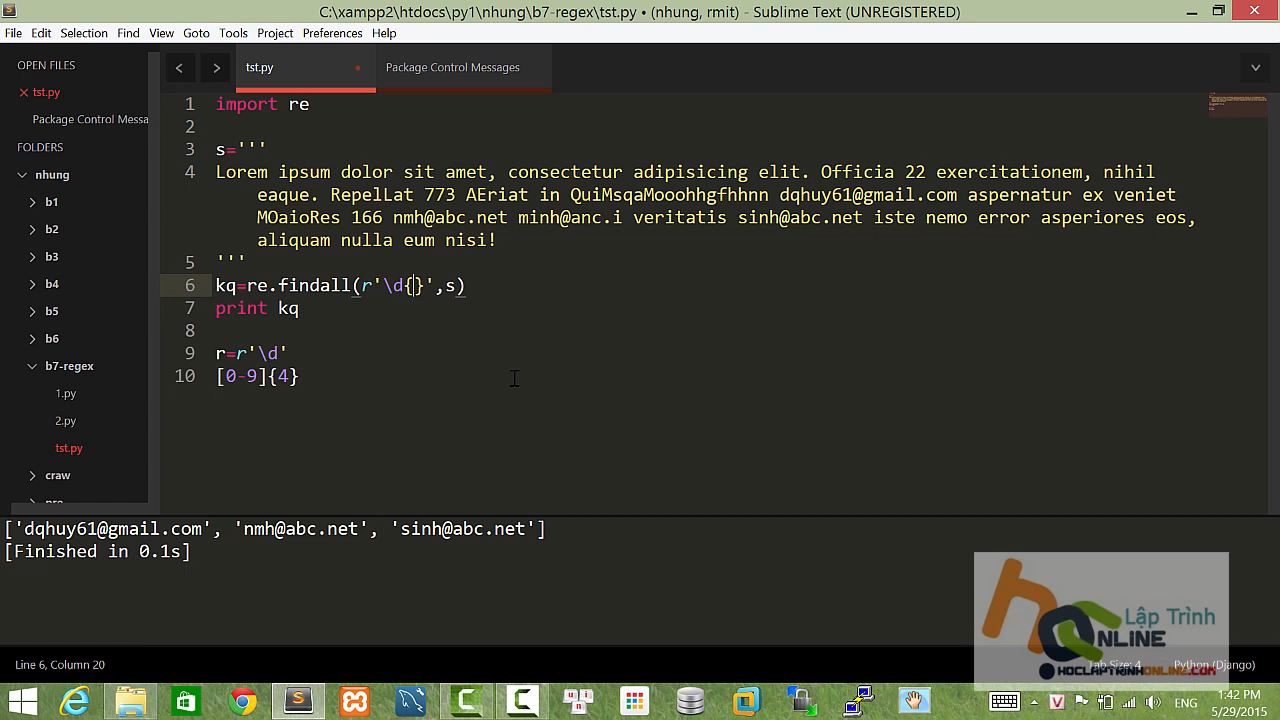 C:\xampp2\htdocs\py1\nhung\b7-regex\tst.py • (nhung, rmit) - Sublime Text (UNREGISTERED)
File Edit Selection Find View Goto Tools Project Preferences Help
OPEN FILES
tst.py
Package Control Messa
FOLDERS
nhung
b1
b2
b3
b4
b5
b6
b7-regex
1.py
2.py
tst.py
craw
pro
tst.py
Package Control Messages
1 import re
2
3 s='''
4 Lorem ipsum dolor sit amet, consectetur adipisicing elit. Officia 22 exercitationem, nihil
eaque. RepelLat 773 AEriat in QuiMsqaMooohhgfhhnn dqhuy61@gmail.com aspernatur ex veniet
MOaioRes 166 nmh@abc.net minh@anc.i veritatis sinh@abc.net iste nemo error asperiores eos,
aliquam nulla eum nisi!
5 '''
6 kq=re.findall(r'\d{}',s)
7 print kq
8
9 r=r'\d'
10 [0-9]{4}
['dqhuy61@gmail.com', 'nmh@abc.net', 'sinh@abc.net']
[Finished in 0.1s]
Lập Trình
ONLINE
HOCLAPTRINHONLINE.COM
Line 6, Column 20
Tab Size: 4
Python (Django)
ENG
1:42 PM
5/29/2015